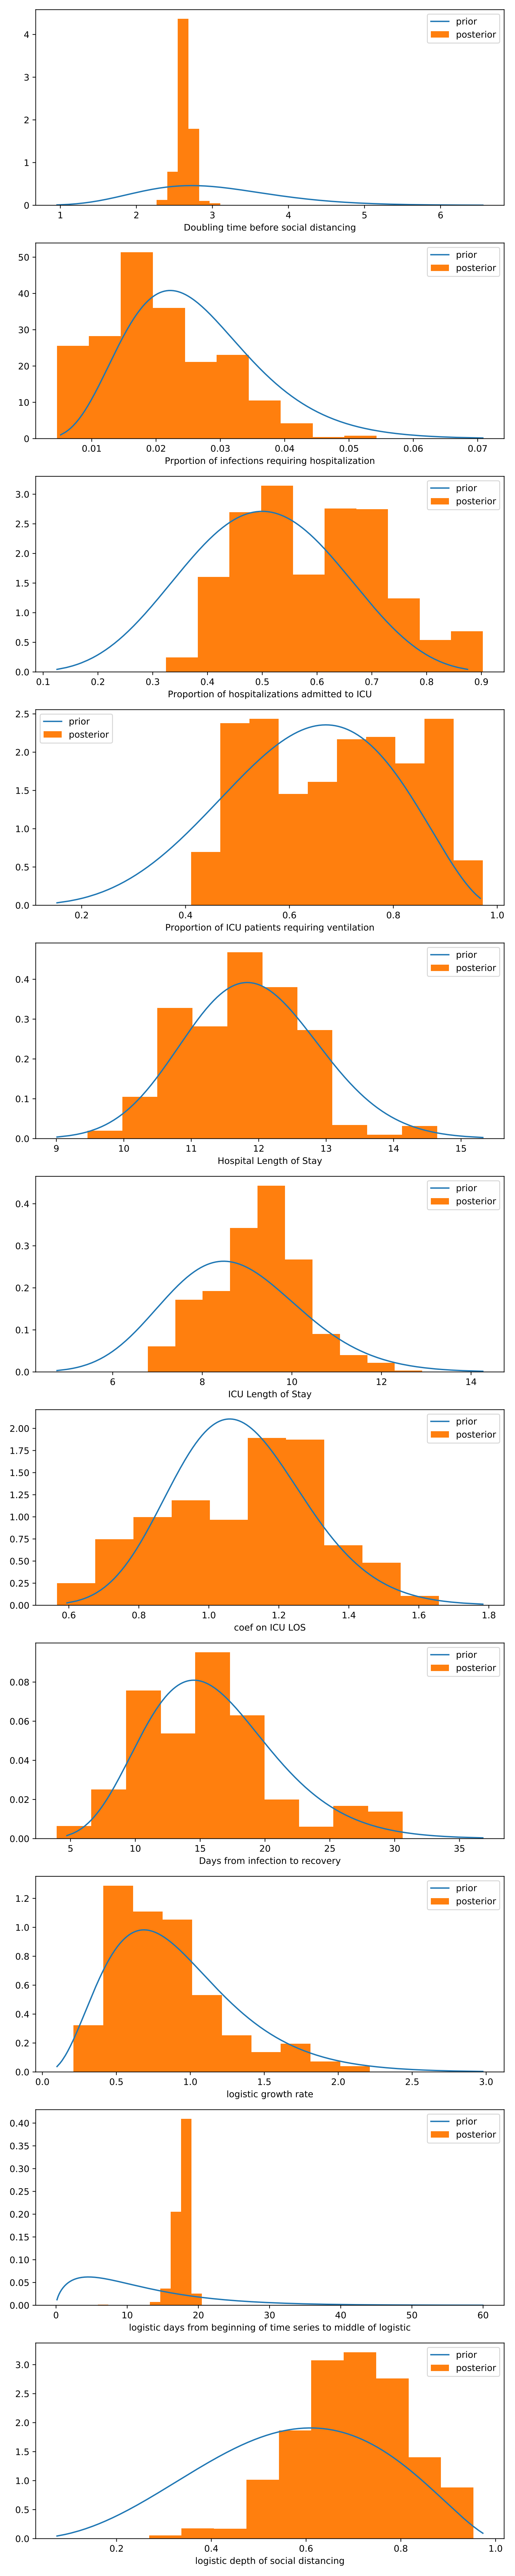 prior
posterior
4
3
2
1
0
1 2 3 4 5 6
Doubling time before social distancing
prior
posterior
50
40
30
20
10
0
0.01 0.02 0.03 0.04 0.05 0.06 0.07
Prportion of infections requiring hospitalization
prior
posterior
3.0
2.5
2.0
1.5
1.0
0.5
0.0
0.1 0.2 0.3 0.4 0.5 0.6 0.7 0.8 0.9
Proportion of hospitalizations admitted to ICU
prior
posterior
2.5
2.0
1.5
1.0
0.5
0.0
0.2 0.4 0.6 0.8 1.0
Proportion of ICU patients requiring ventilation
prior
posterior
0.4
0.3
0.2
0.1
0.0
9 10 11 12 13 14 15
Hospital Length of Stay
prior
posterior
0.4
0.3
0.2
0.1
0.0
6 8 10 12 14
ICU Length of Stay
prior
posterior
2.00
1.75
1.50
1.25
1.00
0.75
0.50
0.25
0.00
0.6 0.8 1.0 1.2 1.4 1.6 1.8
coef on ICU LOS
prior
posterior
0.08
0.06
0.04
0.02
0.00
5 10 15 20 25 30 35
Days from infection to recovery
prior
posterior
1.2
1.0
0.8
0.6
0.4
0.2
0.0
0.0 0.5 1.0 1.5 2.0 2.5 3.0
logistic growth rate
prior
posterior
0.40
0.35
0.30
0.25
0.20
0.15
0.10
0.05
0.00
0 10 20 30 40 50 60
logistic days from beginning of time series to middle of logistic
prior
posterior
3.0
2.5
2.0
1.5
1.0
0.5
0.0
0.2 0.4 0.6 0.8 1.0
logistic depth of social distancing